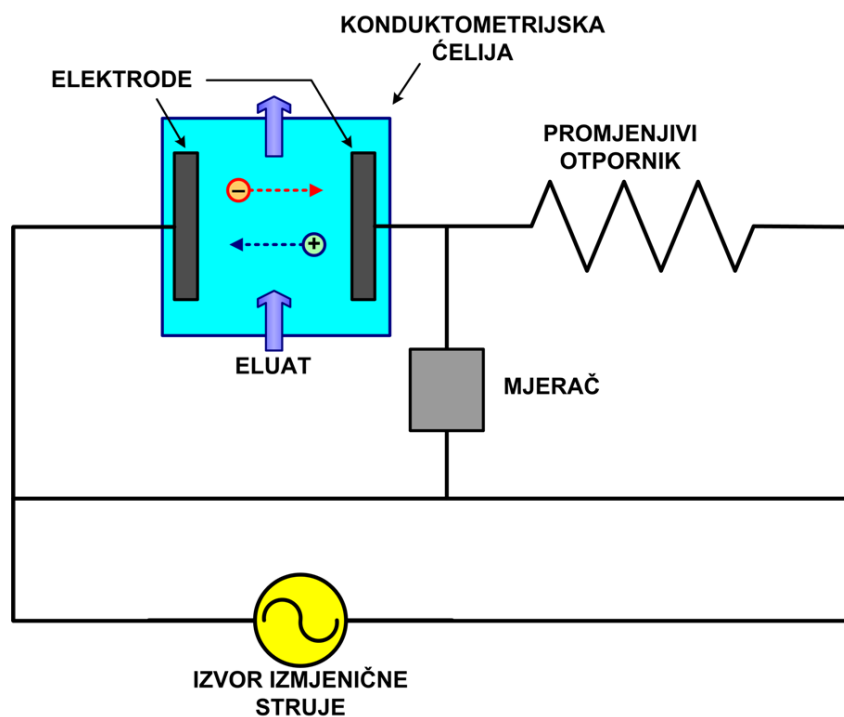 KONDUKTOMETRIJSKA
ĆELIJA
ELEKTRODE
PROMJENJIVI
OTPORNIK
−
+
ELUAT
MJERAČ
IZVOR IZMJENIČNE
STRUJE